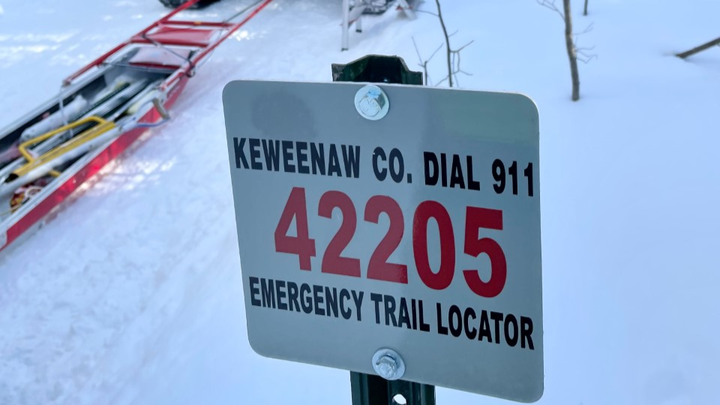 KEWEENAW CO. DIAL 911
42205
EMERGENCY TRAIL LOCATOR